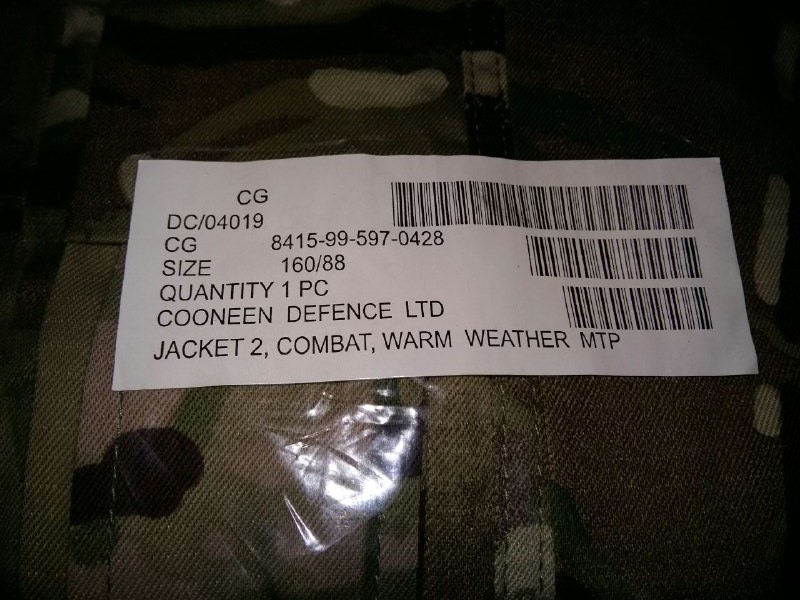 CG
DC/04019
CG 8415-99-597-0428
SIZE 160/88
QUANTITY 1 PC
COONEEN DEFENCE LTD
JACKET 2, COMBAT, WARM WEATHER MTP